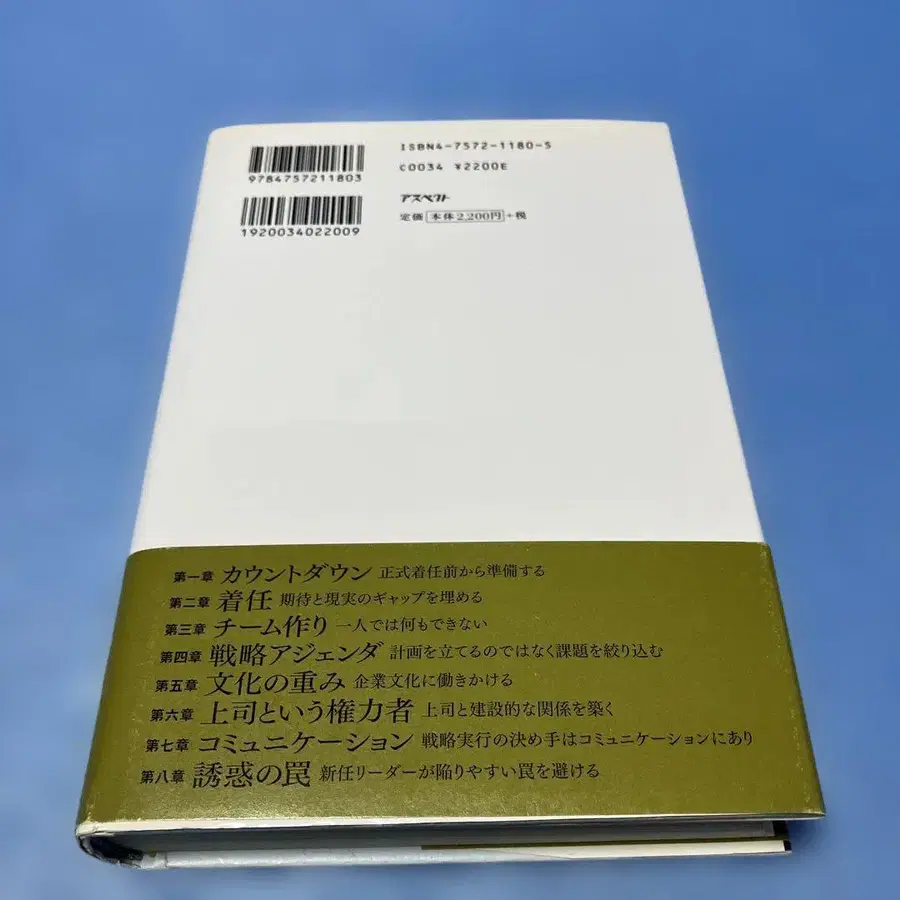 9784757211803
1920034022009
ISBN4-7572-1180-5
C0034 ¥2200E
アスペクト
定価 本体2,200円+税
第一章 カウントダウン 正式着任前から準備する
第二章 着任 期待と現実のギャップを埋める
第三章 チーム作り 一人では何もできない
第四章 戦略アジェンダ 計画を立てるのではなく課題を絞り込む
第五章 文化の重み 企業文化に働きかける
第六章 上司という権力者 上司と建設的な関係を築く
第七章 コミュニケーション 戦略実行の決め手はコミュニケーションにあり
第八章 誘惑の罠 新任リーダーが陥りやすい罠を避ける